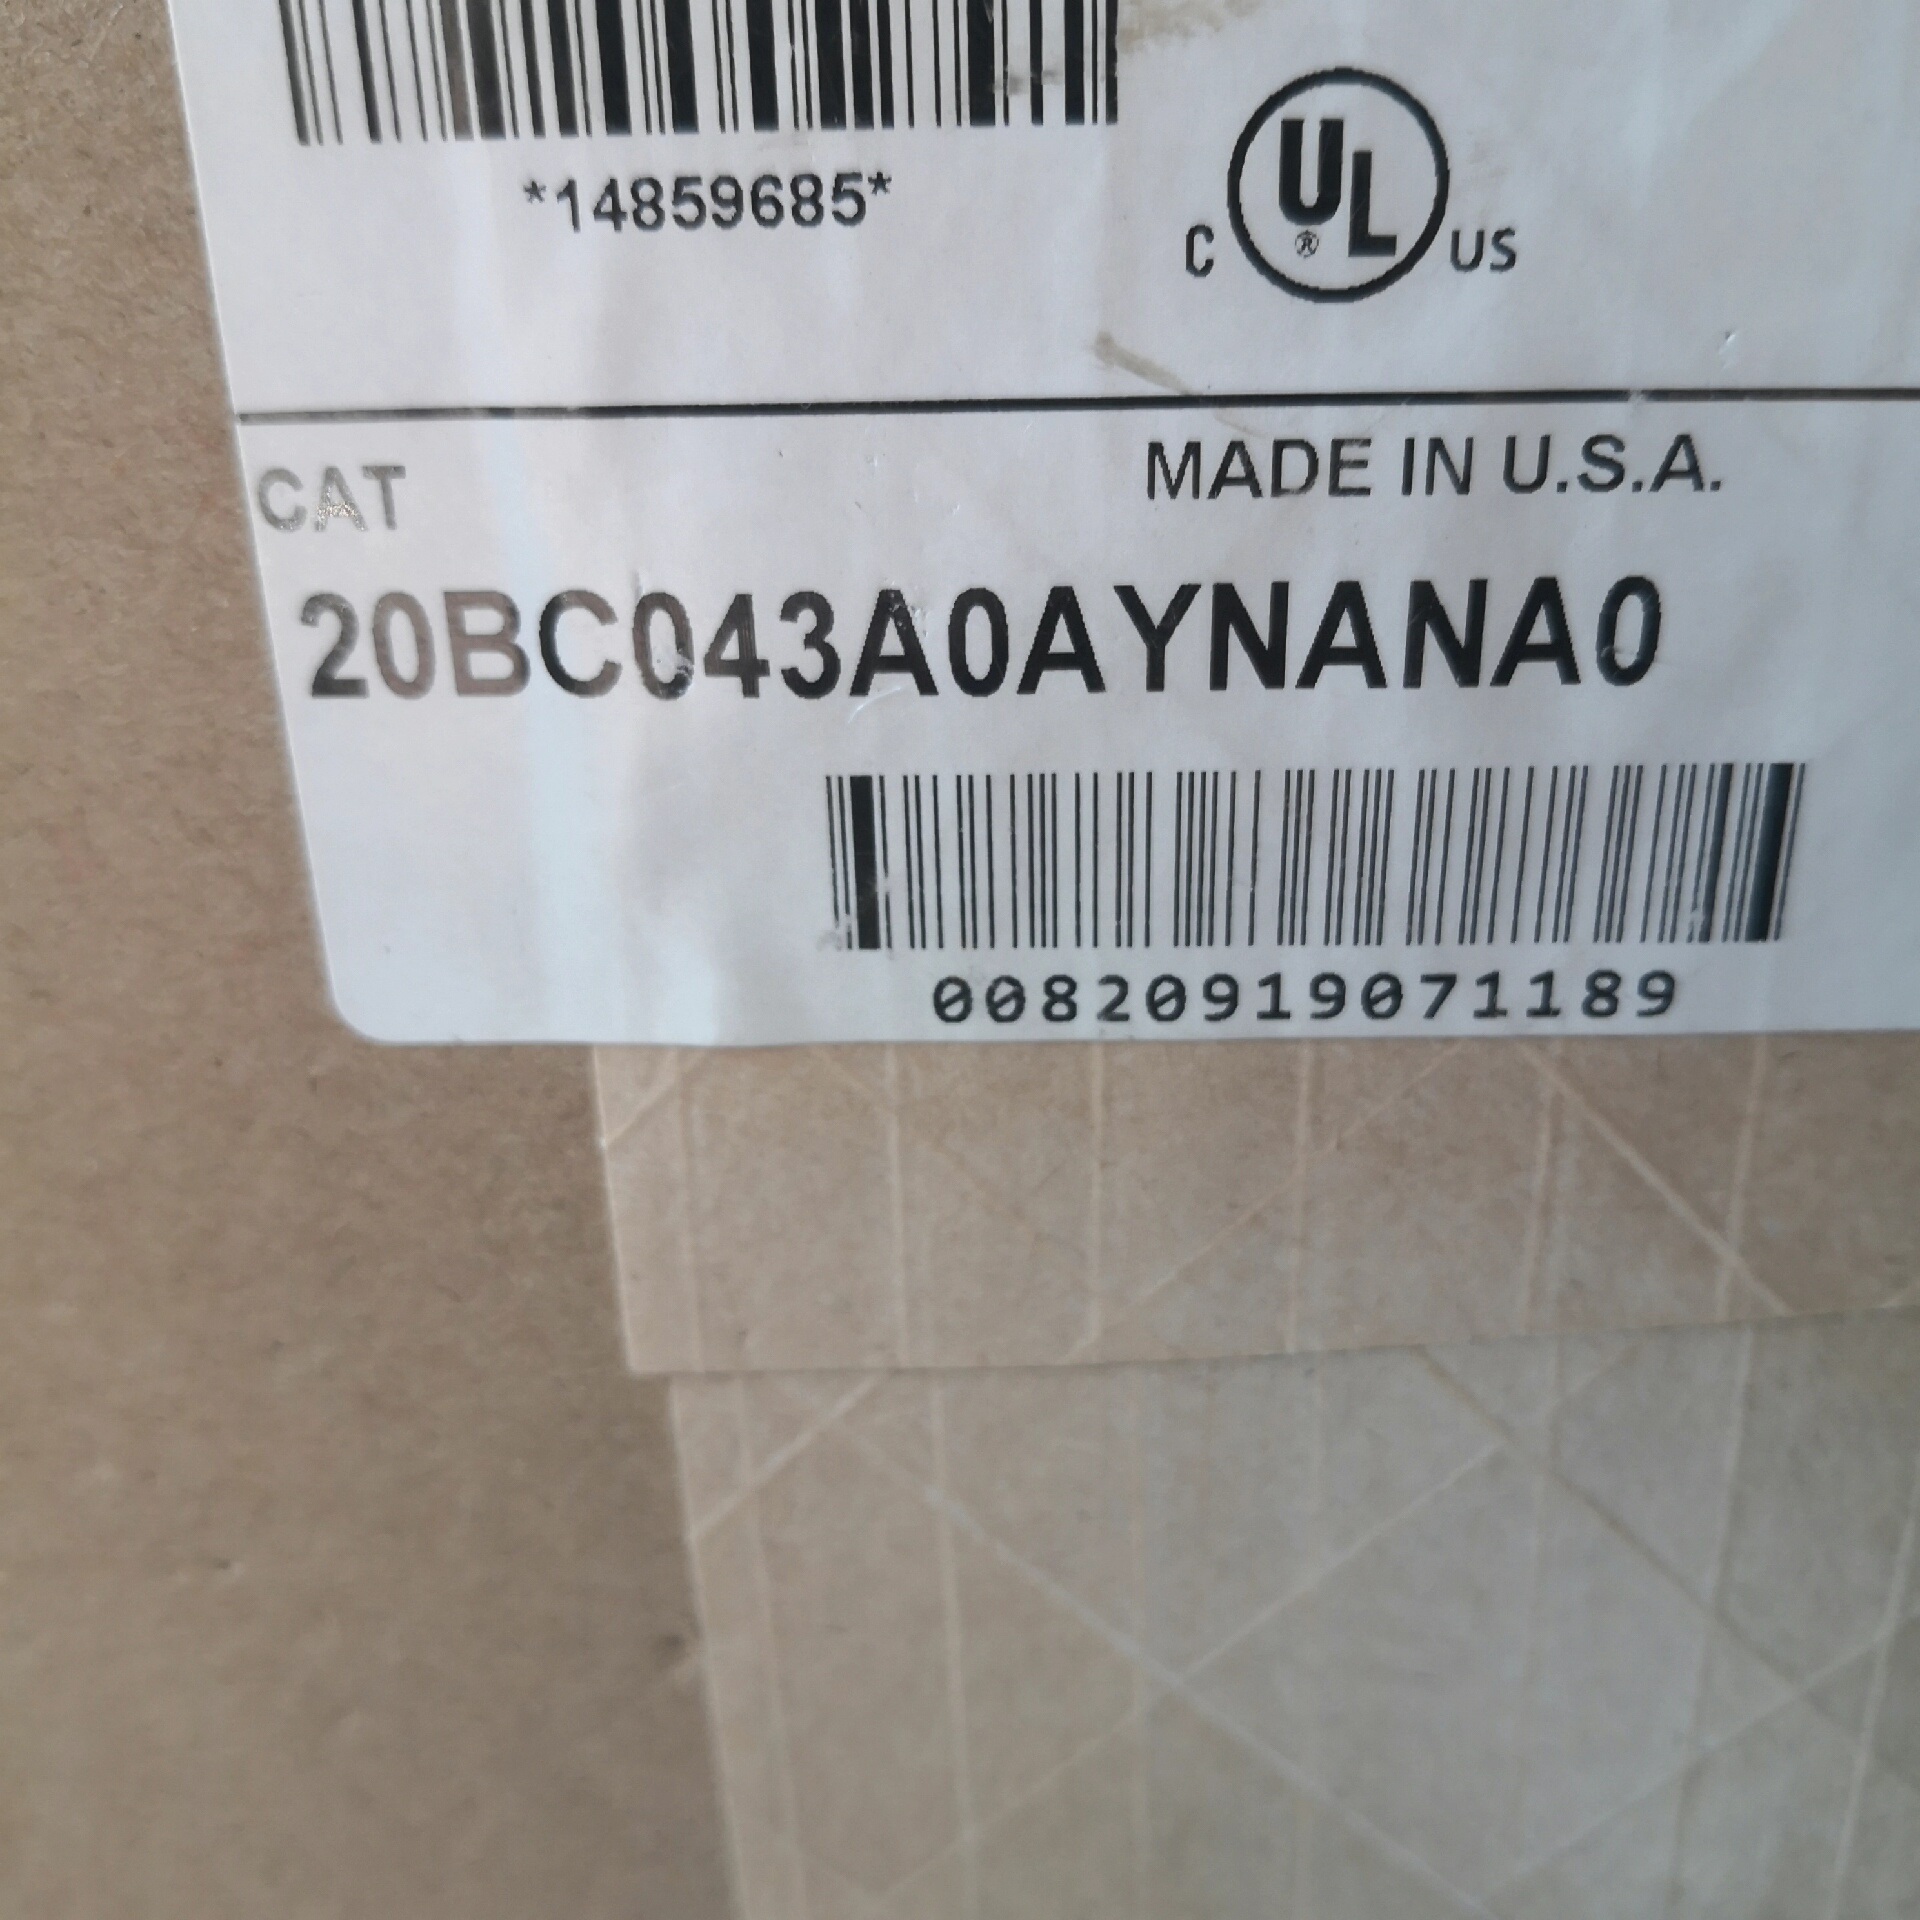 *14859685*
C UL ® US
CAT
MADE IN U.S.A.
20BC043A0AYNANA0
00820919071189